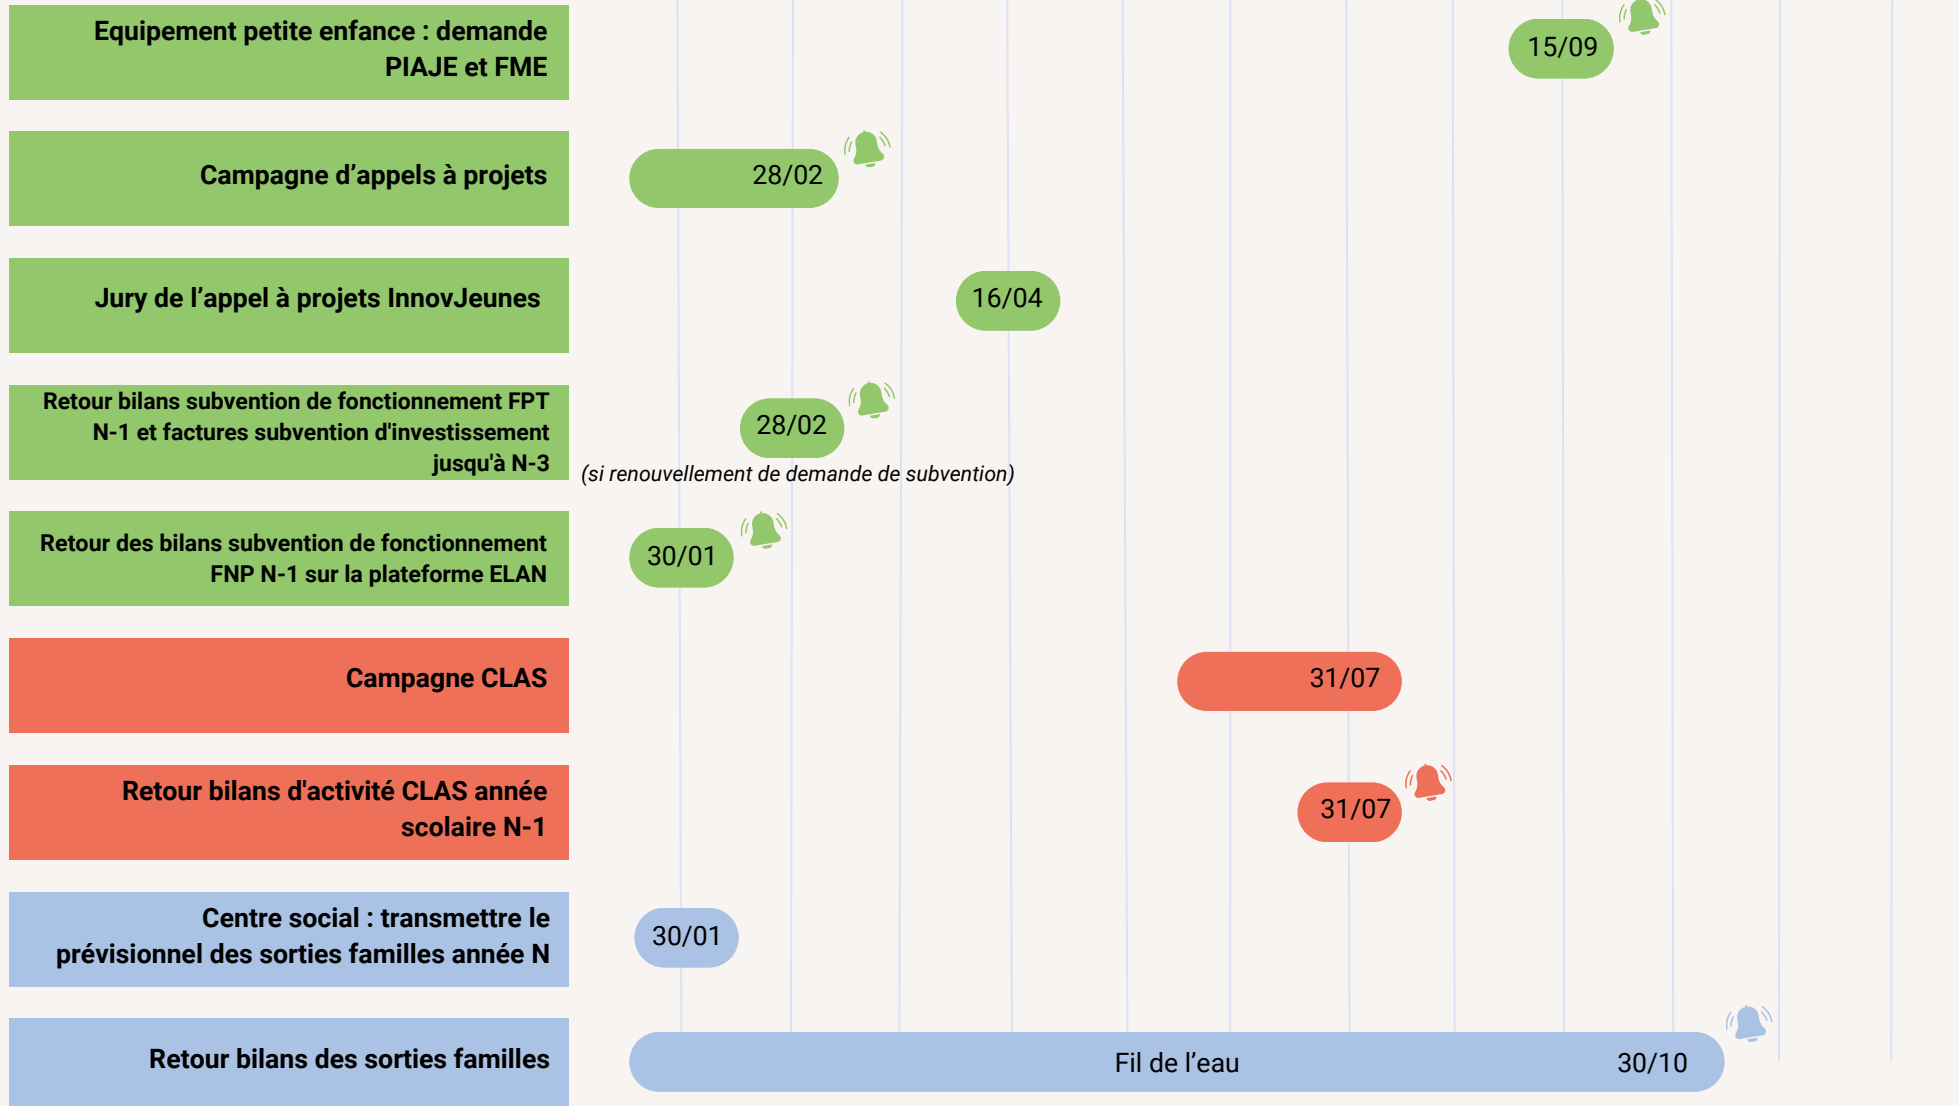 Equipement petite enfance : demande
PIAJE et FME
15/09
Campagne d’appels à projets
28/02
Jury de l’appel à projets InnovJeunes
16/04
Retour bilans subvention de fonctionnement FPT
N-1 et factures subvention d'investissement
jusqu'à N-3
28/02
(si renouvellement de demande de subvention)
Retour des bilans subvention de fonctionnement
FNP N-1 sur la plateforme ELAN
30/01
Campagne CLAS
31/07
Retour bilans d'activité CLAS année
scolaire N-1
31/07
Centre social : transmettre le
prévisionnel des sorties familles année N
30/01
Retour bilans des sorties familles
Fil de l’eau
30/10